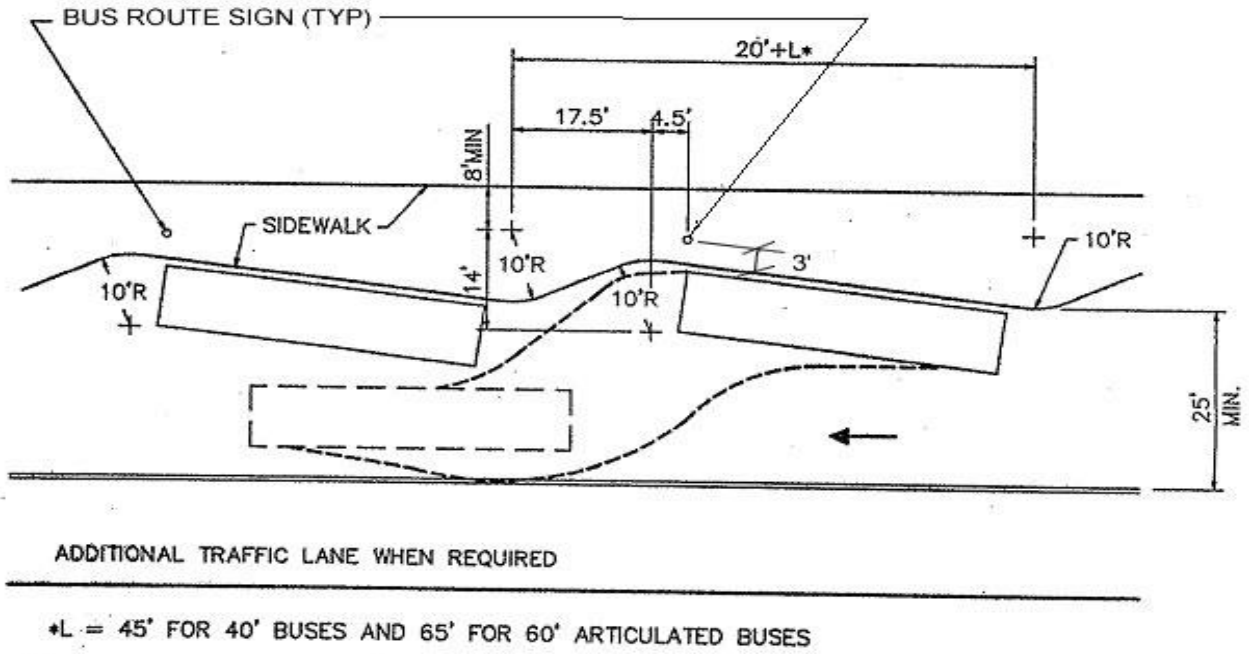 BUS ROUTE SIGN (TYP)
20'+L*
17.5'
4.5'
8'MIN
SIDEWALK
10'R
3'
10'R
14'
10'R
10'R
25'
MIN.
ADDITIONAL TRAFFIC LANE WHEN REQUIRED
*L = 45' FOR 40' BUSES AND 65' FOR 60' ARTICULATED BUSES